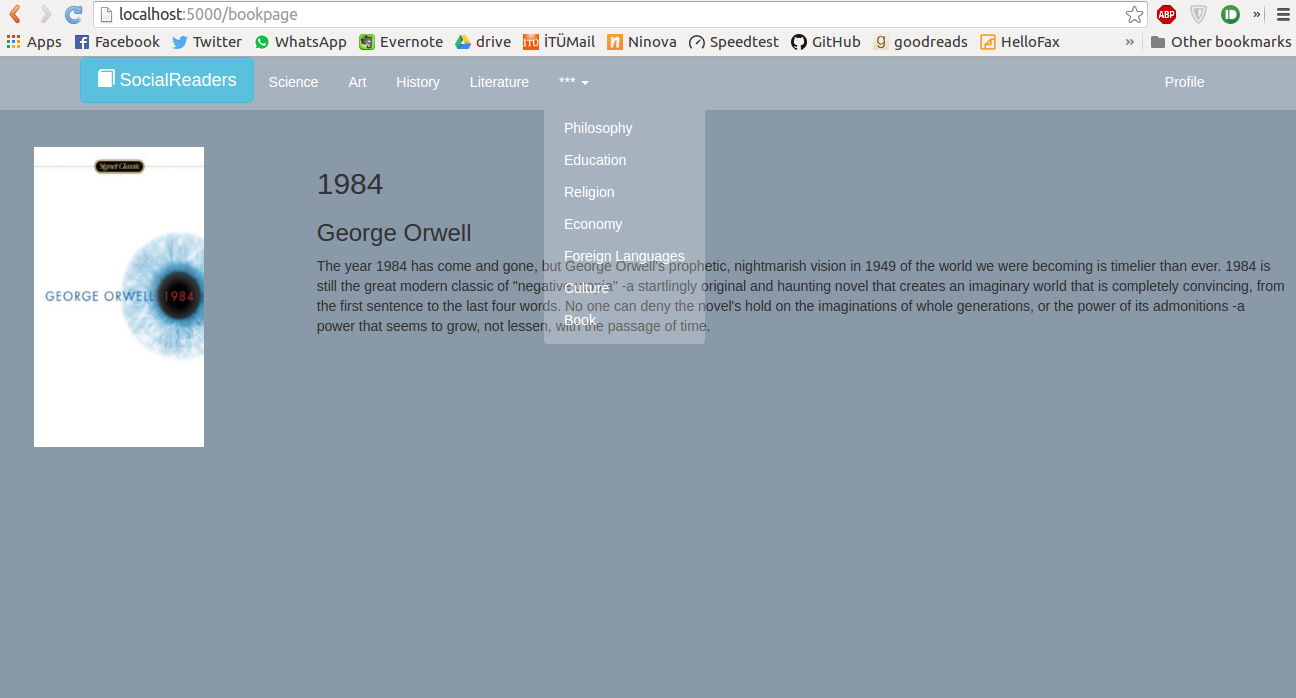 localhost:5000/bookpage
ABP
»
Apps Facebook Twitter WhatsApp Evernote drive İTÜMail Ninova Speedtest GitHub goodreads HelloFax » Other bookmarks
SocialReaders Science Art History Literature *** Profile
Philosophy
Education
Religion
Economy
Foreign Languages
Culture
Book
Signet Classic
GEORGE ORWELL 1984
1984
George Orwell
The year 1984 has come and gone, but George Orwell's prophetic, nightmarish vision in 1949 of the world we were becoming is timelier than ever. 1984 is
still the great modern classic of "negative utopia" -a startlingly original and haunting novel that creates an imaginary world that is completely convincing, from
the first sentence to the last four words. No one can deny the novel's hold on the imaginations of whole generations, or the power of its admonitions -a
power that seems to grow, not lessen, with the passage of time.